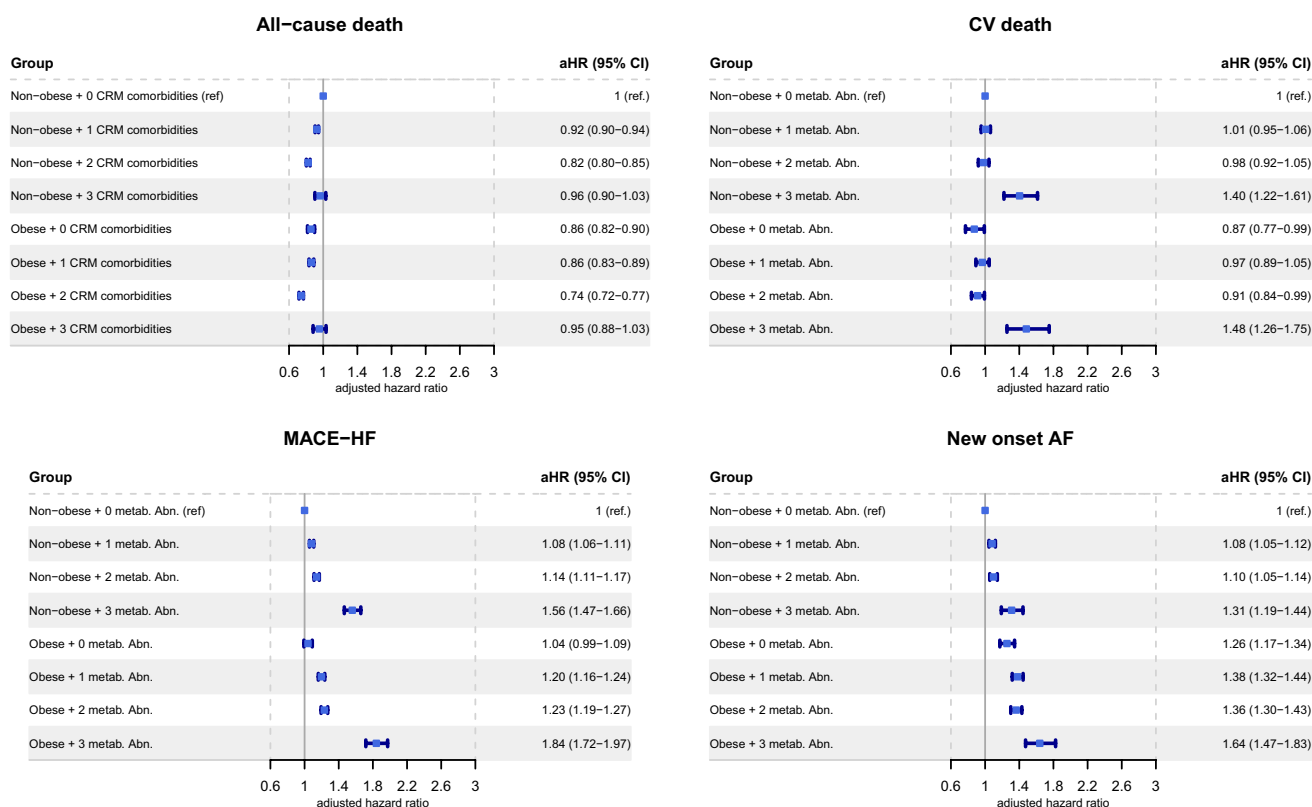 All−cause death
Group aHR (95% CI)
Non−obese + 0 CRM comorbidities (ref) 1 (ref.)
Non−obese + 1 CRM comorbidities 0.92 (0.90−0.94)
Non−obese + 2 CRM comorbidities 0.82 (0.80−0.85)
Non−obese + 3 CRM comorbidities 0.96 (0.90−1.03)
Obese + 0 CRM comorbidities 0.86 (0.82−0.90)
Obese + 1 CRM comorbidities 0.86 (0.83−0.89)
Obese + 2 CRM comorbidities 0.74 (0.72−0.77)
Obese + 3 CRM comorbidities 0.95 (0.88−1.03)
0.6 1 1.4 1.8 2.2 2.6 3
adjusted hazard ratio
CV death
Group aHR (95% CI)
Non−obese + 0 metab. Abn. (ref) 1 (ref.)
Non−obese + 1 metab. Abn. 1.01 (0.95−1.06)
Non−obese + 2 metab. Abn. 0.98 (0.92−1.05)
Non−obese + 3 metab. Abn. 1.40 (1.22−1.61)
Obese + 0 metab. Abn. 0.87 (0.77−0.99)
Obese + 1 metab. Abn. 0.97 (0.89−1.05)
Obese + 2 metab. Abn. 0.91 (0.84−0.99)
Obese + 3 metab. Abn. 1.48 (1.26−1.75)
0.6 1 1.4 1.8 2.2 2.6 3
adjusted hazard ratio
MACE−HF
Group aHR (95% CI)
Non−obese + 0 metab. Abn. (ref) 1 (ref.)
Non−obese + 1 metab. Abn. 1.08 (1.06−1.11)
Non−obese + 2 metab. Abn. 1.14 (1.11−1.17)
Non−obese + 3 metab. Abn. 1.56 (1.47−1.66)
Obese + 0 metab. Abn. 1.04 (0.99−1.09)
Obese + 1 metab. Abn. 1.20 (1.16−1.24)
Obese + 2 metab. Abn. 1.23 (1.19−1.27)
Obese + 3 metab. Abn. 1.84 (1.72−1.97)
0.6 1 1.4 1.8 2.2 2.6 3
adjusted hazard ratio
New onset AF
Group aHR (95% CI)
Non−obese + 0 metab. Abn. (ref) 1 (ref.)
Non−obese + 1 metab. Abn. 1.08 (1.05−1.12)
Non−obese + 2 metab. Abn. 1.10 (1.05−1.14)
Non−obese + 3 metab. Abn. 1.31 (1.19−1.44)
Obese + 0 metab. Abn. 1.26 (1.17−1.34)
Obese + 1 metab. Abn. 1.38 (1.32−1.44)
Obese + 2 metab. Abn. 1.36 (1.30−1.43)
Obese + 3 metab. Abn. 1.64 (1.47−1.83)
0.6 1 1.4 1.8 2.2 2.6 3
adjusted hazard ratio